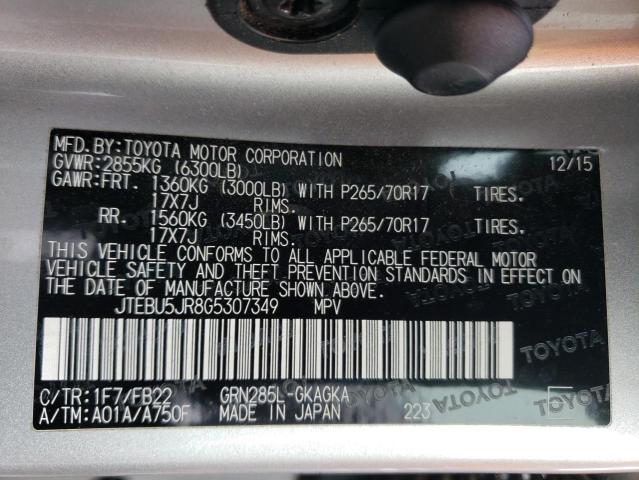 MFD.BY:TOYOTA MOTOR CORPORATION 12/15
GVWR:2855KG (6300LB)
GAWR:FRT. 1360KG (3000LB) WITH P265/70R17 TIRES.
17X7J RIMS.
RR. 1560KG (3450LB) WITH P265/70R17 TIRES.
17X7J RIMS.
THIS VEHICLE CONFORMS TO ALL APPLICABLE FEDERAL MOTOR
VEHICLE SAFETY AND THEFT PREVENTION STANDARDS IN EFFECT ON
THE DATE OF MANUFACTURE SHOWN ABOVE.
JTEBU5JR8G5307349 MPV
C/TR:1F7/FB22 GRN285L-GKAGKA
A/TM:A01A/A750F MADE IN JAPAN 223
TOYOTA